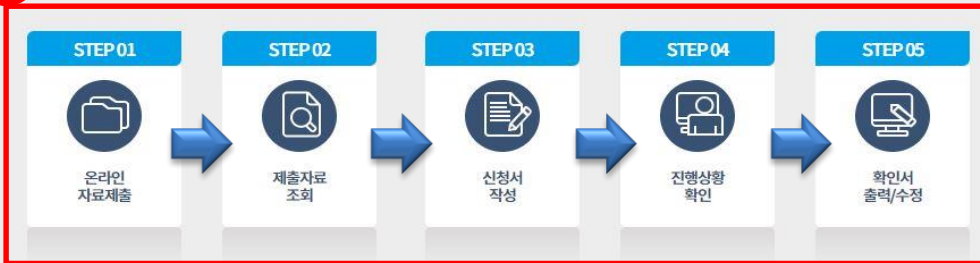 STEP 01
온라인
자료제출
STEP 02
제출자료
조회
STEP 03
신청서
작성
STEP 04
진행상황
확인
STEP 05
확인서
출력/수정